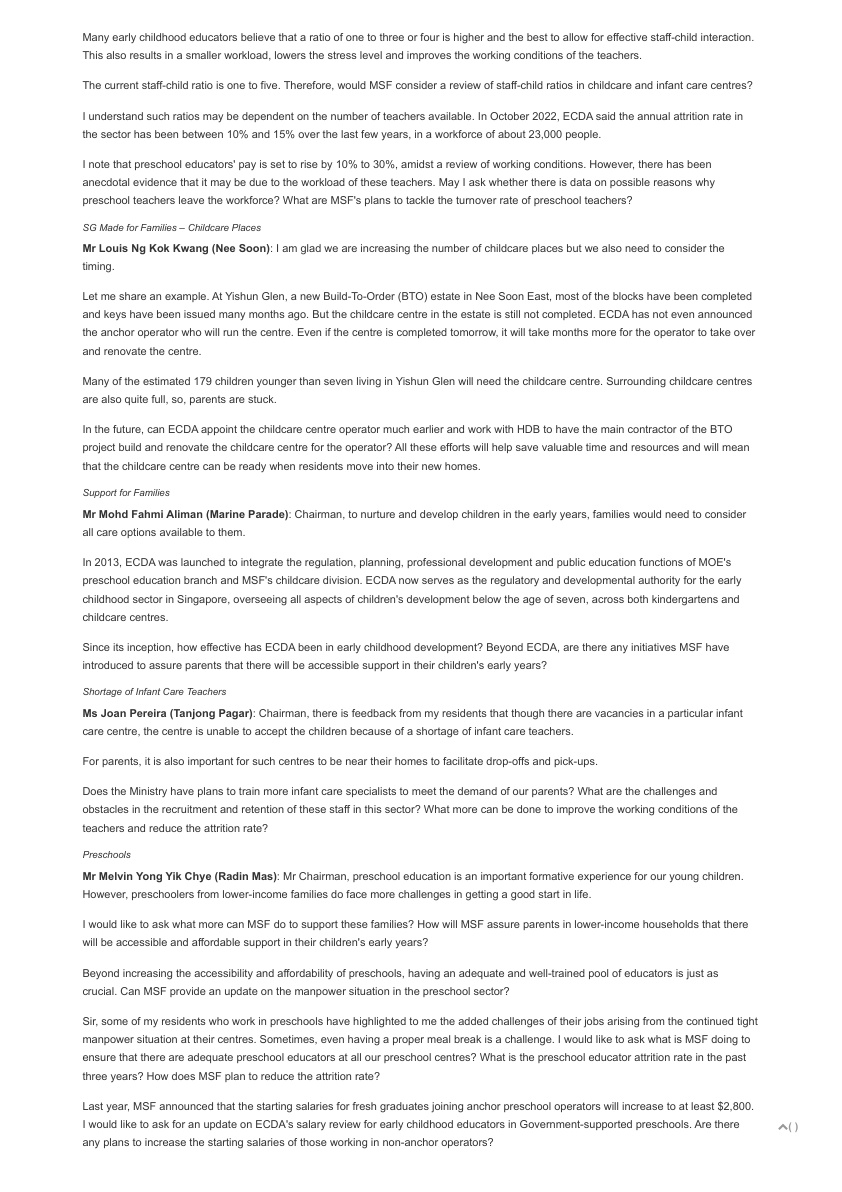 Many early childhood educators believe that a ratio of one to three or four is higher and the best to allow for effective staff-child interaction.
This also results in a smaller workload, lowers the stress level and improves the working conditions of the teachers.
The current staff-child ratio is one to five. Therefore, would MSF consider a review of staff-child ratios in childcare and infant care centres?
I understand such ratios may be dependent on the number of teachers available. In October 2022, ECDA said the annual attrition rate in
the sector has been between 10% and 15% over the last few years, in a workforce of about 23,000 people.
I note that preschool educators' pay is set to rise by 10% to 30%, amidst a review of working conditions. However, there has been
anecdotal evidence that it may be due to the workload of these teachers. May I ask whether there is data on possible reasons why
preschool teachers leave the workforce? What are MSF's plans to tackle the turnover rate of preschool teachers?
SG Made for Families – Childcare Places
Mr Louis Ng Kok Kwang (Nee Soon): I am glad we are increasing the number of childcare places but we also need to consider the
timing.
Let me share an example. At Yishun Glen, a new Build-To-Order (BTO) estate in Nee Soon East, most of the blocks have been completed
and keys have been issued many months ago. But the childcare centre in the estate is still not completed. ECDA has not even announced
the anchor operator who will run the centre. Even if the centre is completed tomorrow, it will take months more for the operator to take over
and renovate the centre.
Many of the estimated 179 children younger than seven living in Yishun Glen will need the childcare centre. Surrounding childcare centres
are also quite full, so, parents are stuck.
In the future, can ECDA appoint the childcare centre operator much earlier and work with HDB to have the main contractor of the BTO
project build and renovate the childcare centre for the operator? All these efforts will help save valuable time and resources and will mean
that the childcare centre can be ready when residents move into their new homes.
Support for Families
Mr Mohd Fahmi Aliman (Marine Parade): Chairman, to nurture and develop children in the early years, families would need to consider
all care options available to them.
In 2013, ECDA was launched to integrate the regulation, planning, professional development and public education functions of MOE's
preschool education branch and MSF's childcare division. ECDA now serves as the regulatory and developmental authority for the early
childhood sector in Singapore, overseeing all aspects of children's development below the age of seven, across both kindergartens and
childcare centres.
Since its inception, how effective has ECDA been in early childhood development? Beyond ECDA, are there any initiatives MSF have
introduced to assure parents that there will be accessible support in their children's early years?
Shortage of Infant Care Teachers
Ms Joan Pereira (Tanjong Pagar): Chairman, there is feedback from my residents that though there are vacancies in a particular infant
care centre, the centre is unable to accept the children because of a shortage of infant care teachers.
For parents, it is also important for such centres to be near their homes to facilitate drop-offs and pick-ups.
Does the Ministry have plans to train more infant care specialists to meet the demand of our parents? What are the challenges and
obstacles in the recruitment and retention of these staff in this sector? What more can be done to improve the working conditions of the
teachers and reduce the attrition rate?
Preschools
Mr Melvin Yong Yik Chye (Radin Mas): Mr Chairman, preschool education is an important formative experience for our young children.
However, preschoolers from lower-income families do face more challenges in getting a good start in life.
I would like to ask what more can MSF do to support these families? How will MSF assure parents in lower-income households that there
will be accessible and affordable support in their children's early years?
Beyond increasing the accessibility and affordability of preschools, having an adequate and well-trained pool of educators is just as
crucial. Can MSF provide an update on the manpower situation in the preschool sector?
Sir, some of my residents who work in preschools have highlighted to me the added challenges of their jobs arising from the continued tight
manpower situation at their centres. Sometimes, even having a proper meal break is a challenge. I would like to ask what is MSF doing to
ensure that there are adequate preschool educators at all our preschool centres? What is the preschool educator attrition rate in the past
three years? How does MSF plan to reduce the attrition rate?
Last year, MSF announced that the starting salaries for fresh graduates joining anchor preschool operators will increase to at least $2,800.
I would like to ask for an update on ECDA's salary review for early childhood educators in Government-supported preschools. Are there
any plans to increase the starting salaries of those working in non-anchor operators?
( )